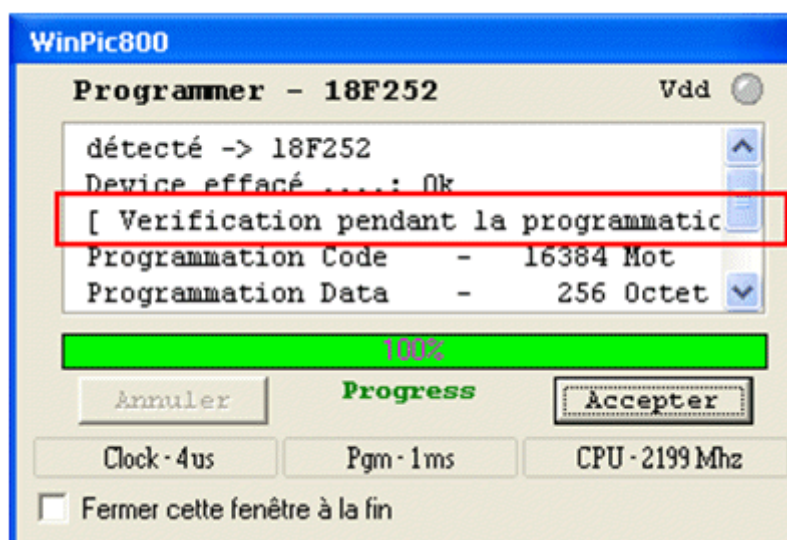 WinPic800
Programmer - 18F252 Vdd
détecté -> 18F252
Device effacé ....: Ok
[ Verification pendant la programmatic
Programmation Code - 16384 Mot
Programmation Data - 256 Octet
100%
Annuler Progress Accepter
Clock - 4us Pgm - 1ms CPU - 2199 Mhz
Fermer cette fenêtre à la fin